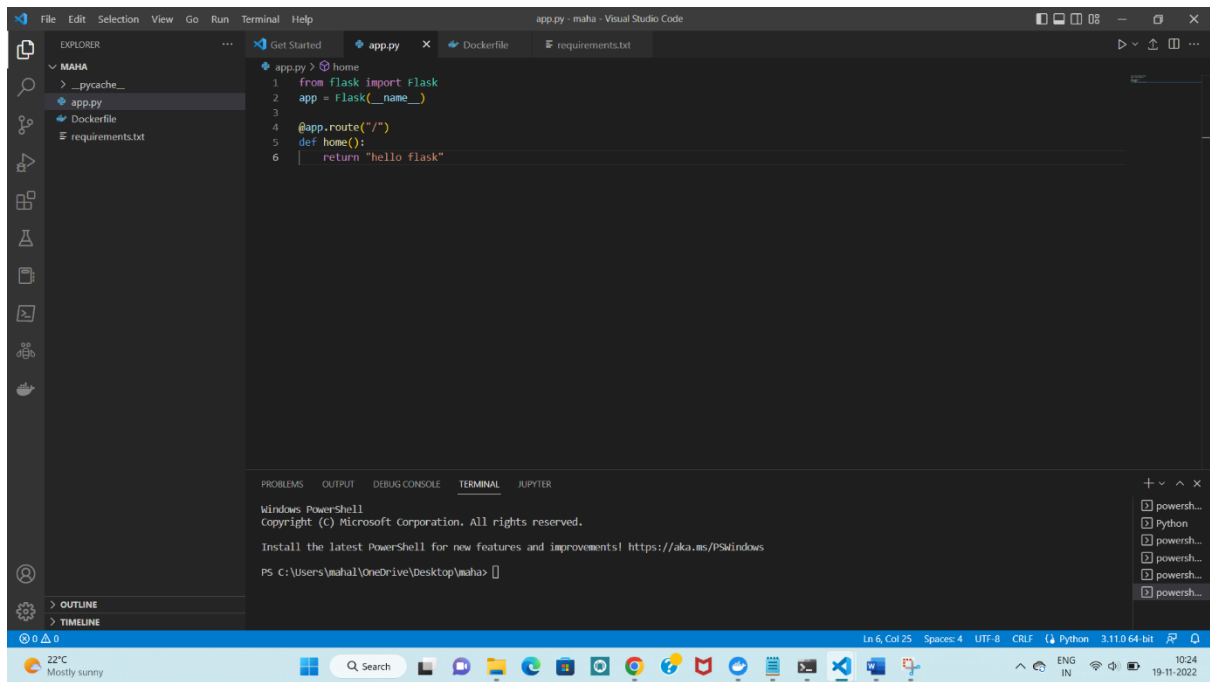 File Edit Selection View Go Run Terminal Help
app.py - maha - Visual Studio Code
EXPLORER
MAHA
__pycache__
app.py
Dockerfile
requirements.txt
Get Started app.py Dockerfile requirements.txt
app.py > home
1 from flask import Flask
2 app = Flask(__name__)
3
4 @app.route("/")
5 def home():
6 return "hello flask"
PROBLEMS OUTPUT DEBUG CONSOLE TERMINAL JUPYTER
Windows PowerShell
Copyright (C) Microsoft Corporation. All rights reserved.
Install the latest PowerShell for new features and improvements! https://aka.ms/PSWindows
PS C:\Users\mahal\OneDrive\Desktop\maha>
powersh...
Python
powersh...
powersh...
powersh...
powersh...
OUTLINE
TIMELINE
0 0
Ln 6, Col 25 Spaces: 4 UTF-8 CRLF Python 3.11.0 64-bit
22°C
Mostly sunny
Search
ENG
IN
10:24
19-11-2022